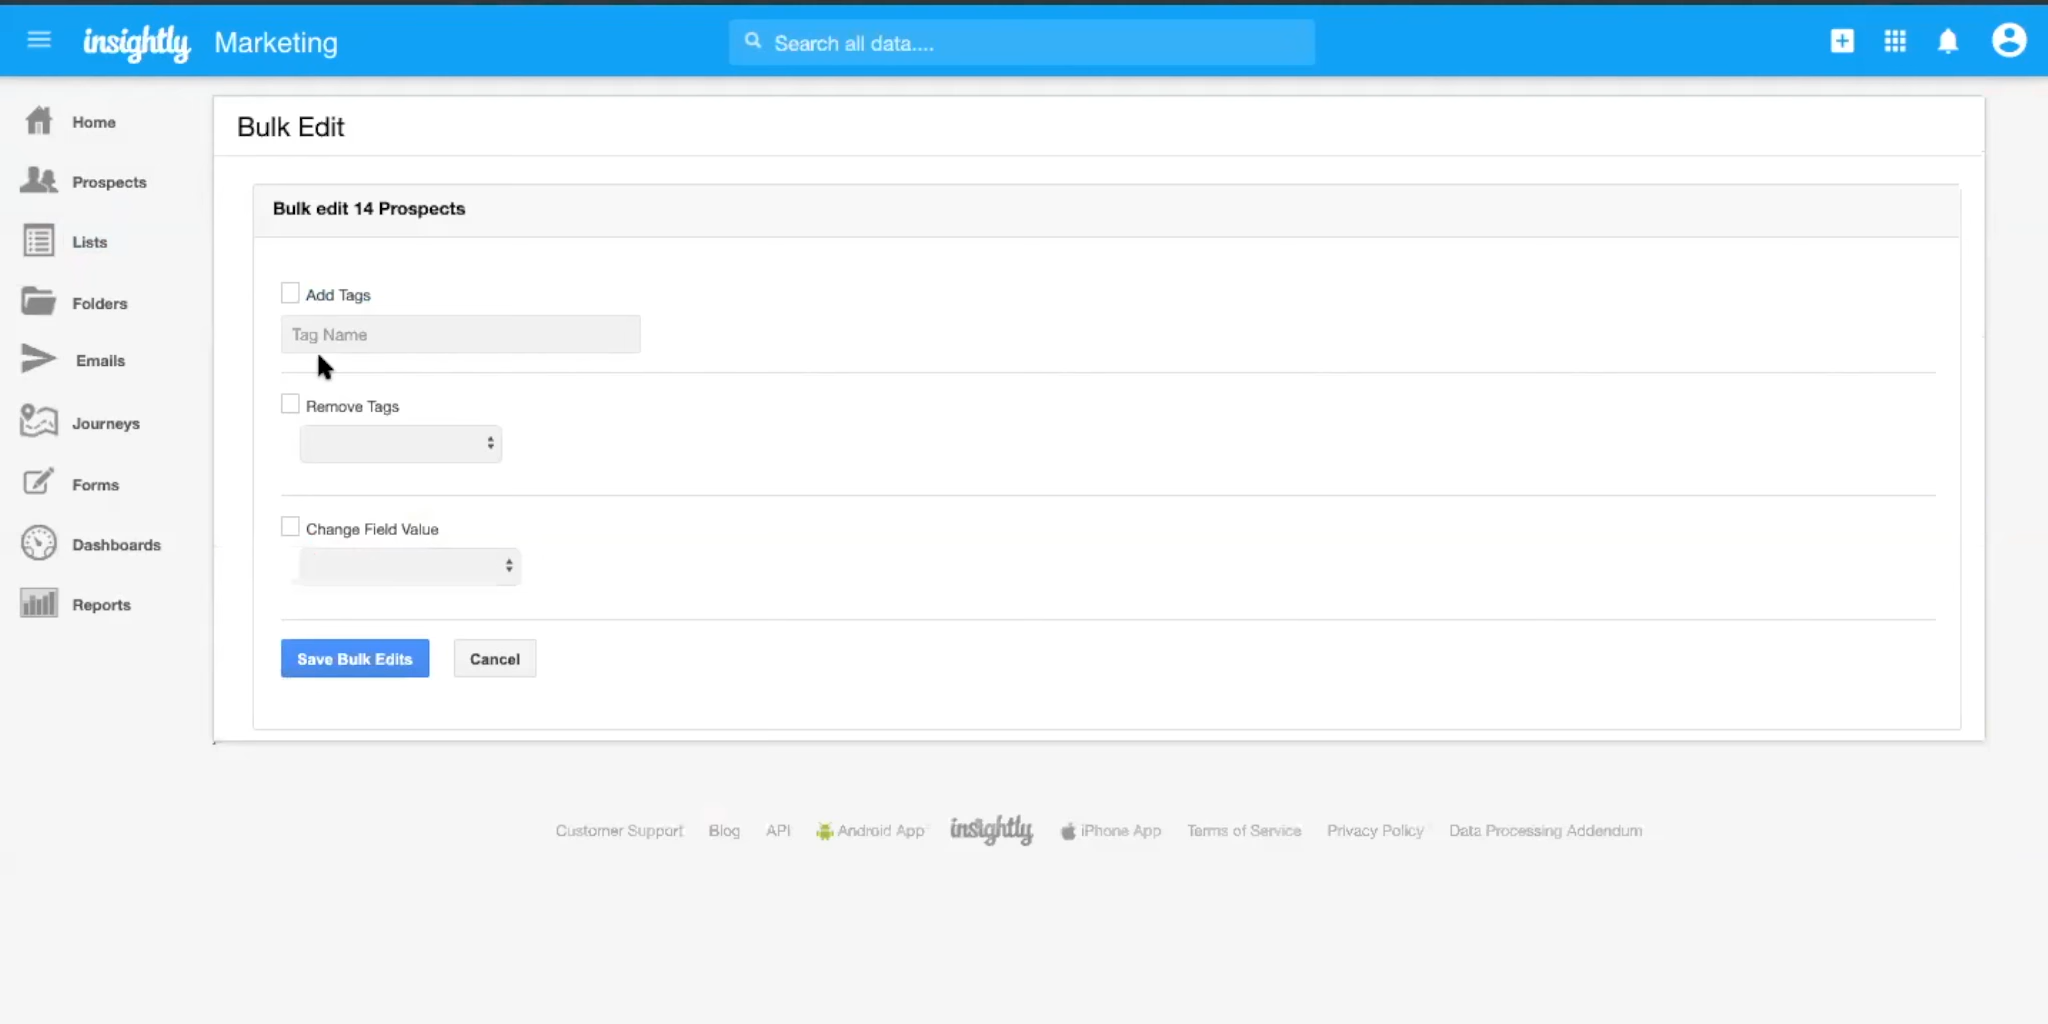 insightly Marketing
Search all data....
Home
Prospects
Lists
Folders
Emails
Journeys
Forms
Dashboards
Reports
Bulk Edit
Bulk edit 14 Prospects
Add Tags
Tag Name
Remove Tags
Change Field Value
Save Bulk Edits
Cancel
Customer Support Blog API Android App insightly iPhone App Terms of Service Privacy Policy Data Processing Addendum